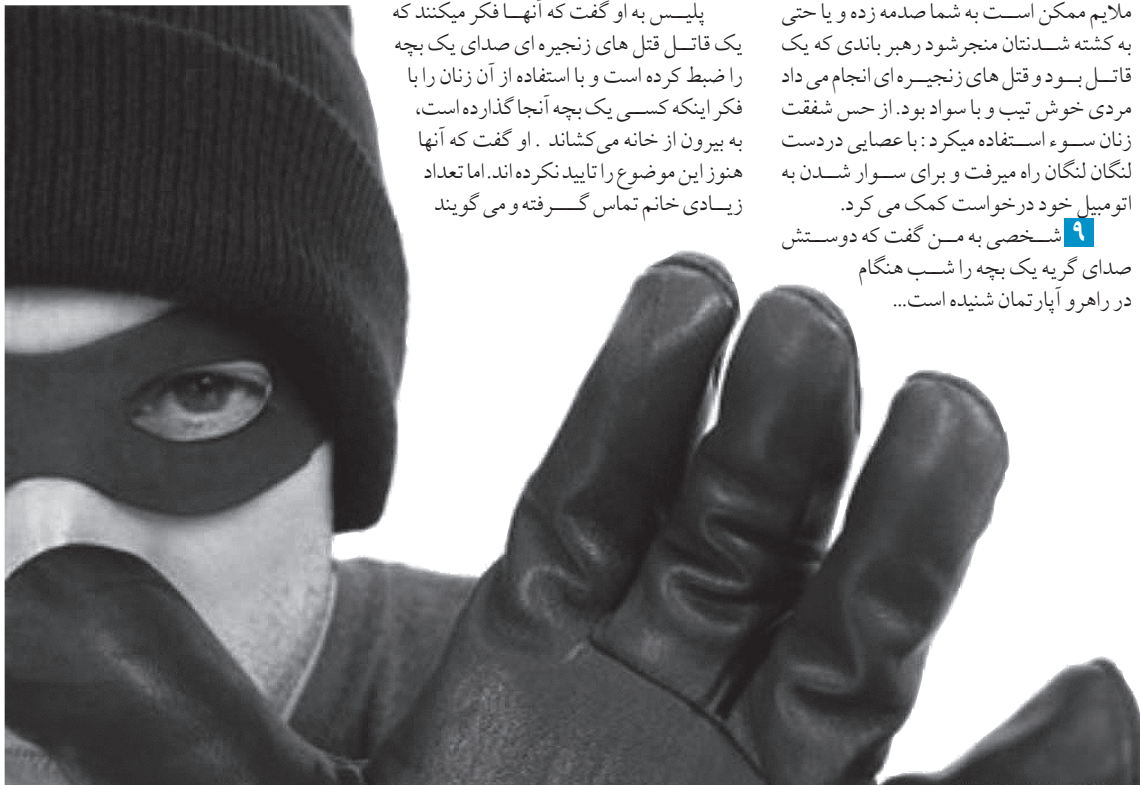 ملایم ممکن است به شما صدمه زده و یا حتی
به کشته شدنتان منجرشود رهبر باندی که یک
قاتل بود و قتل های زنجیره ای انجام می داد
مردی خوش تیپ و با سواد بود. از حس شفقت
زنان سوء استفاده میکرد : با عصایی دردست
لنگان لنگان راه میرفت و برای سوار شدن به
اتومبیل خود درخواست کمک می کرد.
۹ شخصی به من گفت که دوستش
صدای گریه یک بچه را شب هنگام
در راهرو آپارتمان شنیده است...
پلیس به او گفت که آنها فکر میکنند که
یک قاتل قتل های زنجیره ای صدای یک بچه
را ضبط کرده است و با استفاده از آن زنان را با
فکر اینکه کسی یک بچه آنجا گذارده است،
به بیرون از خانه می‌کشاند . او گفت که آنها
هنوز این موضوع را تایید نکرده اند. اما تعداد
زیادی خانم تماس گرفته و می گویند